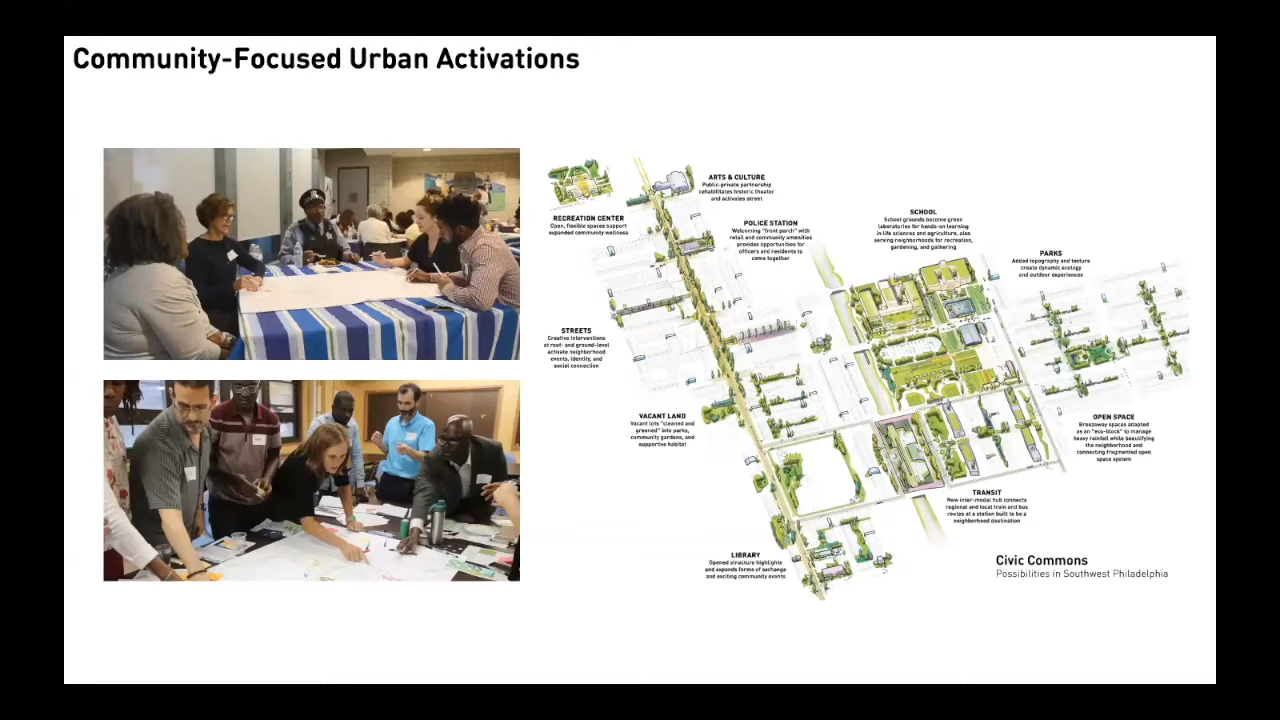 Community-Focused Urban Activations
ARTS & CULTURE
Public-private partnership
rehabilitates historic theater
and activates street
RECREATION CENTER
Open, flexible spaces support
expanded community wellness
POLICE STATION
Welcoming "front porch" with
retail and community amenities
provides opportunities for
officers and residents to
come together
SCHOOL
School grounds become green
laboratories for hands-on learning
in life sciences and agriculture, also
serving neighborhoods for recreation,
gardening, and gathering
PARKS
Added topography and texture
create dynamic ecology
and outdoor experiences
STREETS
Creative interventions
at roof- and ground-level
activate neighborhood
events, identity, and
social connection
VACANT LAND
Vacant lots "cleaned and
greened" into parks,
community gardens, and
supportive habitat
OPEN SPACE
Breezeway spaces adapted
as an "eco-block" to manage
heavy rainfall while beautifying
the neighborhood and
connecting fragmented open
space system
TRANSIT
New inter-modal hub connects
regional and local train and bus
routes at a station built to be a
neighborhood destination
LIBRARY
Opened structure highlights
and expands forms of exchange
and exciting community events
Civic Commons
Possibilities in Southwest Philadelphia